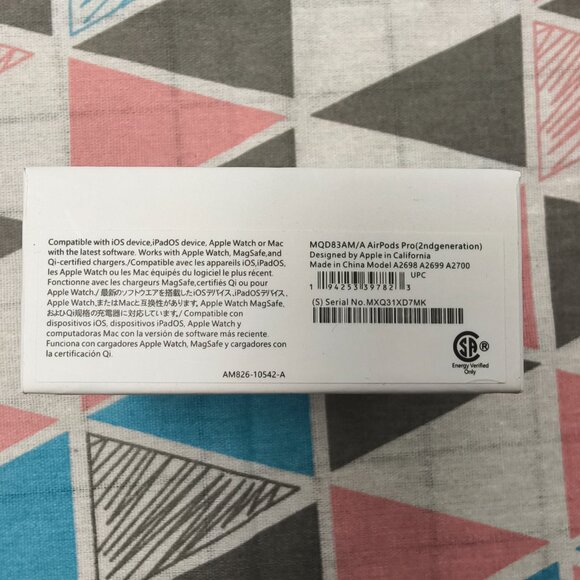 Compatible with iOS device,iPadOS device, Apple Watch or Mac
with the latest software. Works with Apple Watch, MagSafe,and
Qi-certified chargers./Compatible avec les apareils iOS,iPadOS,
les Apple Watch ou les Mac équipés du logiciel le plus récent.
Fonctionne avec les chargeurs MagSafe,certifiés Qi ou pour
Apple Watch./ 最新のソフトウエアを搭載したiOSデバイス,iPadOSデバイス,
Apple Watch,またはMacと互換性があります。Apple Watch MagSafe,
およびQi規格の充電器に対応しています。/ Compatible con
dispositivos iOS, dispositivos iPadOS, Apple Watch y
computadoras Mac con la versión de software más reciente.
Funciona con cargadores Apple Watch, MagSafe y cargadores con
la certificación Qi.
AM826-10542-A
MQD83AM/A AirPods Pro(2ndgeneration)
Designed by Apple in California
Made in China Model A2698 A2699 A2700
UPC
1 94253 39782 3
(S) Serial No.MXQ31XD7MK
SA ®
Energy Verified
Only